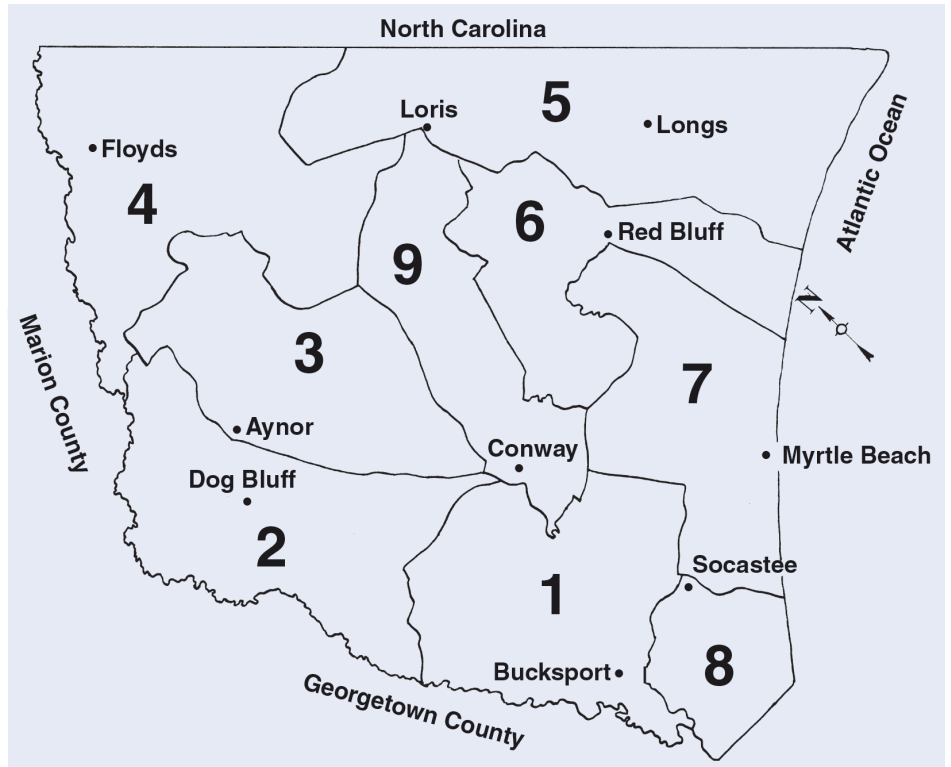 North Carolina
5
Loris
Longs
Floyds
4
6
Red Bluff
Atlantic Ocean
9
N
3
7
Marion County
Aynor
Conway
Myrtle Beach
Dog Bluff
2
1
Socastee
8
Bucksport
Georgetown County